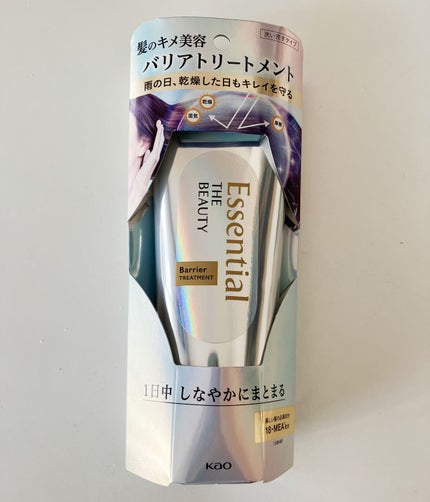 洗い流すタイプ
髪のキメ美容
バリアトリートメント
雨の日、乾燥した日もキレイを守る
乾燥
湿気
摩擦
Essential
THE
BEAUTY
Barrier
TREATMENT
1日中 しなやかにまとまる
18-MEA
Kao